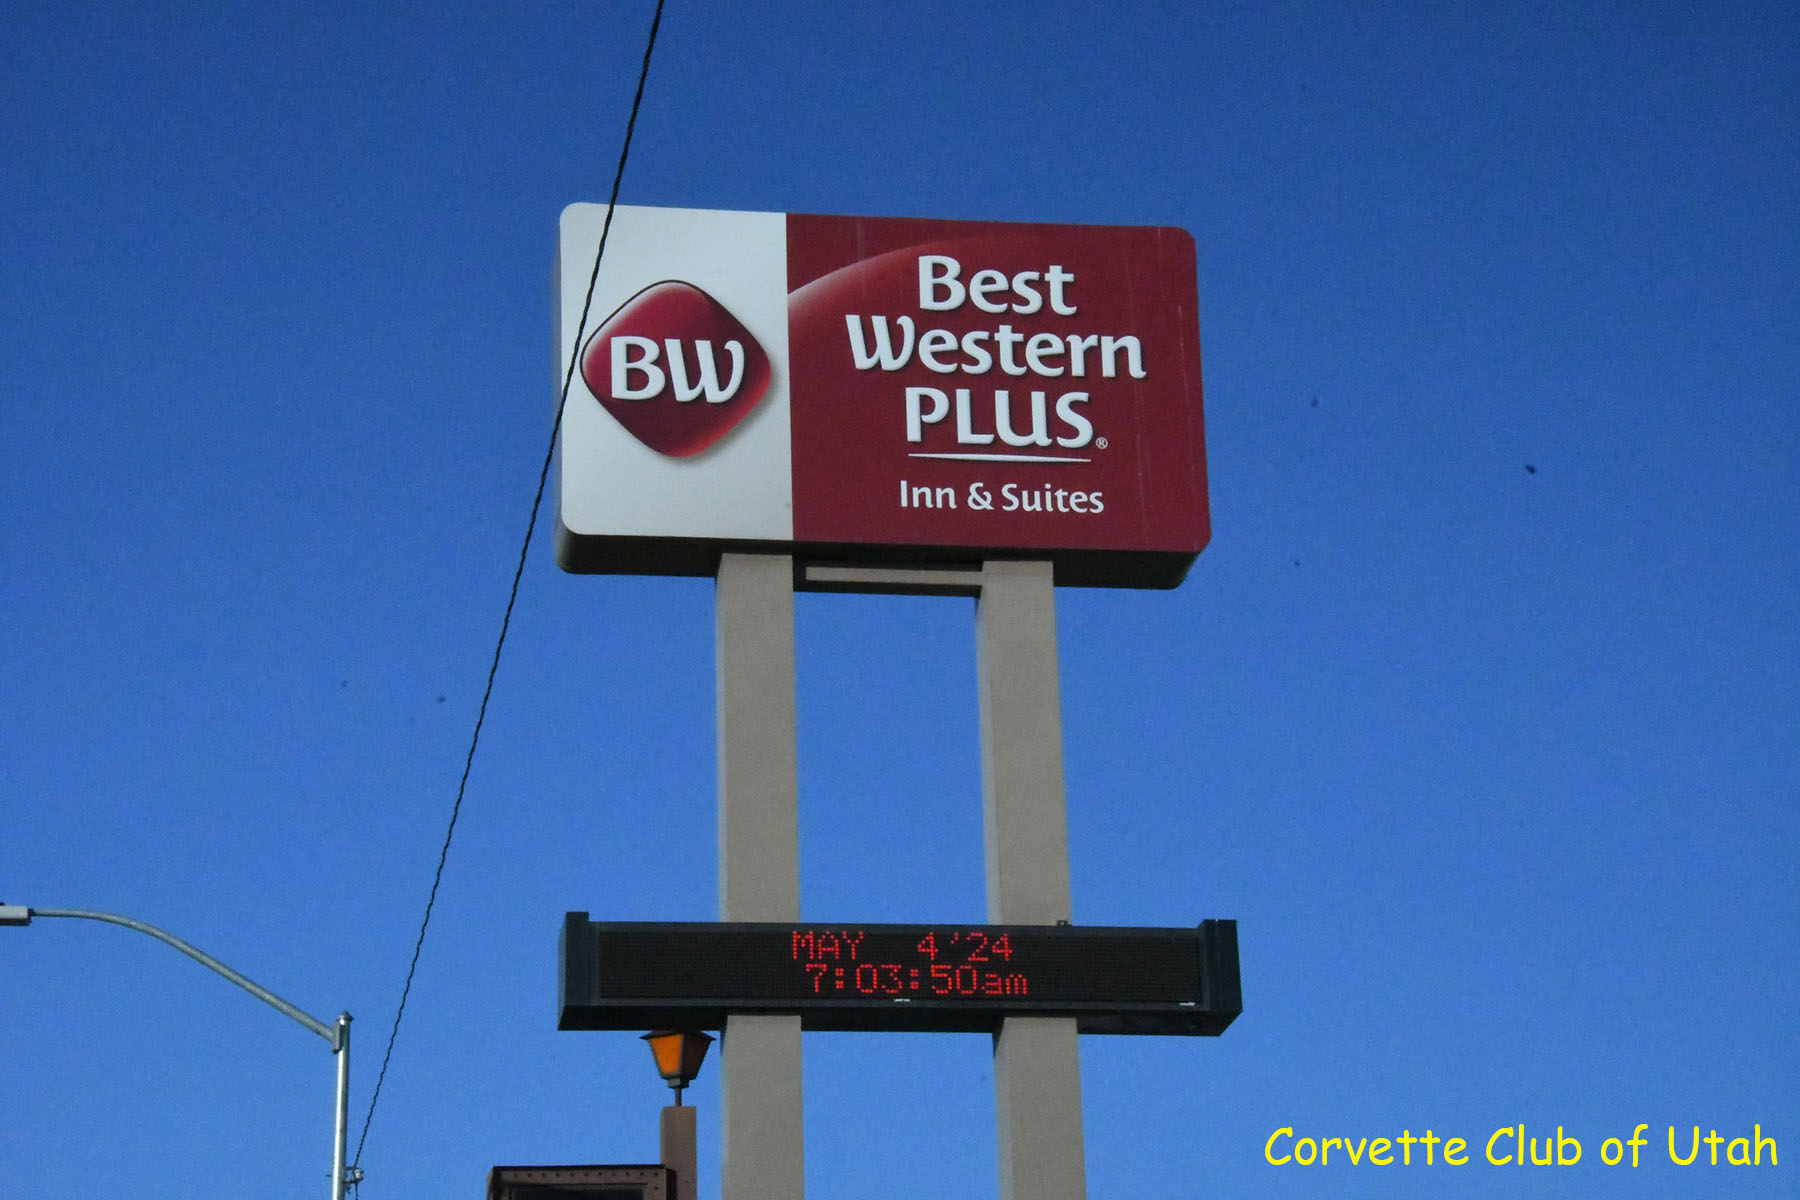 BW
Best
Western
PLUS®
Inn & Suites
MAY 4'24
7:03:50am
Corvette Club of Utah